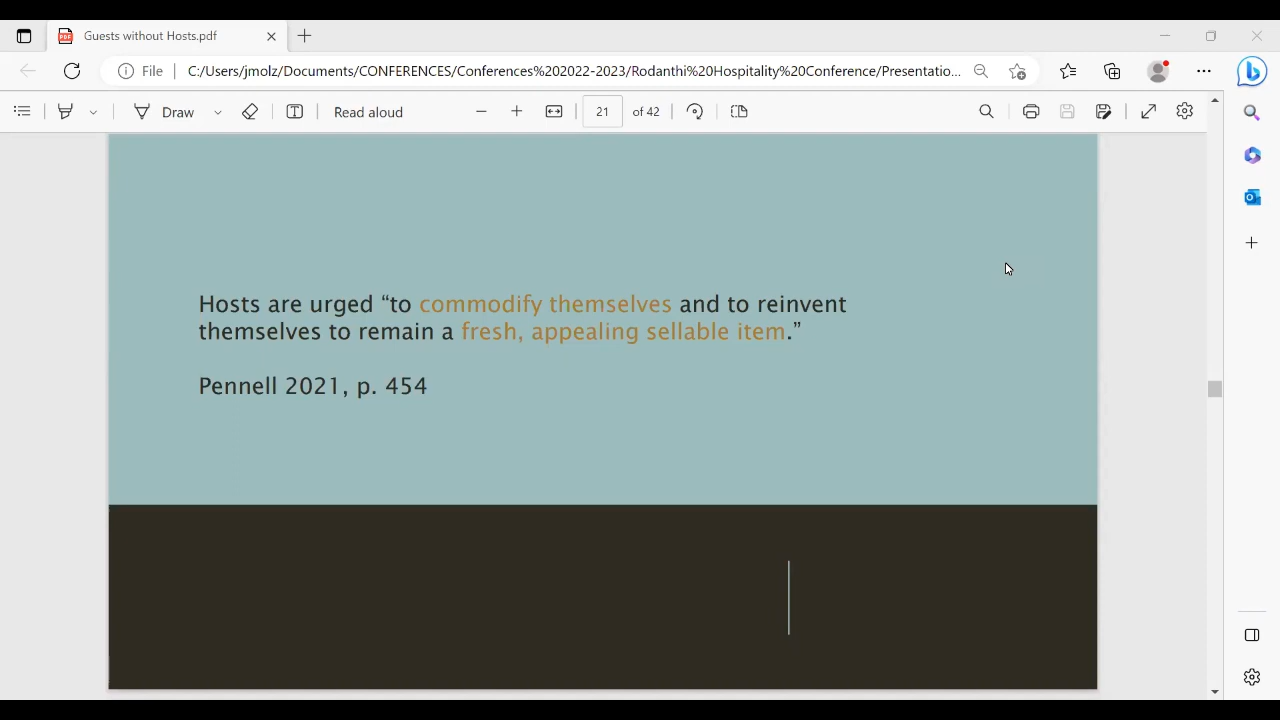 Guests without Hosts.pdf
File
C:/Users/jmolz/Documents/CONFERENCES/Conferences%202022-2023/Rodanthi%20Hospitality%20Conference/Presentatio...
Draw
Read aloud
21 of 42
Hosts are urged “to commodify themselves and to reinvent
themselves to remain a fresh, appealing sellable item.”
Pennell 2021, p. 454